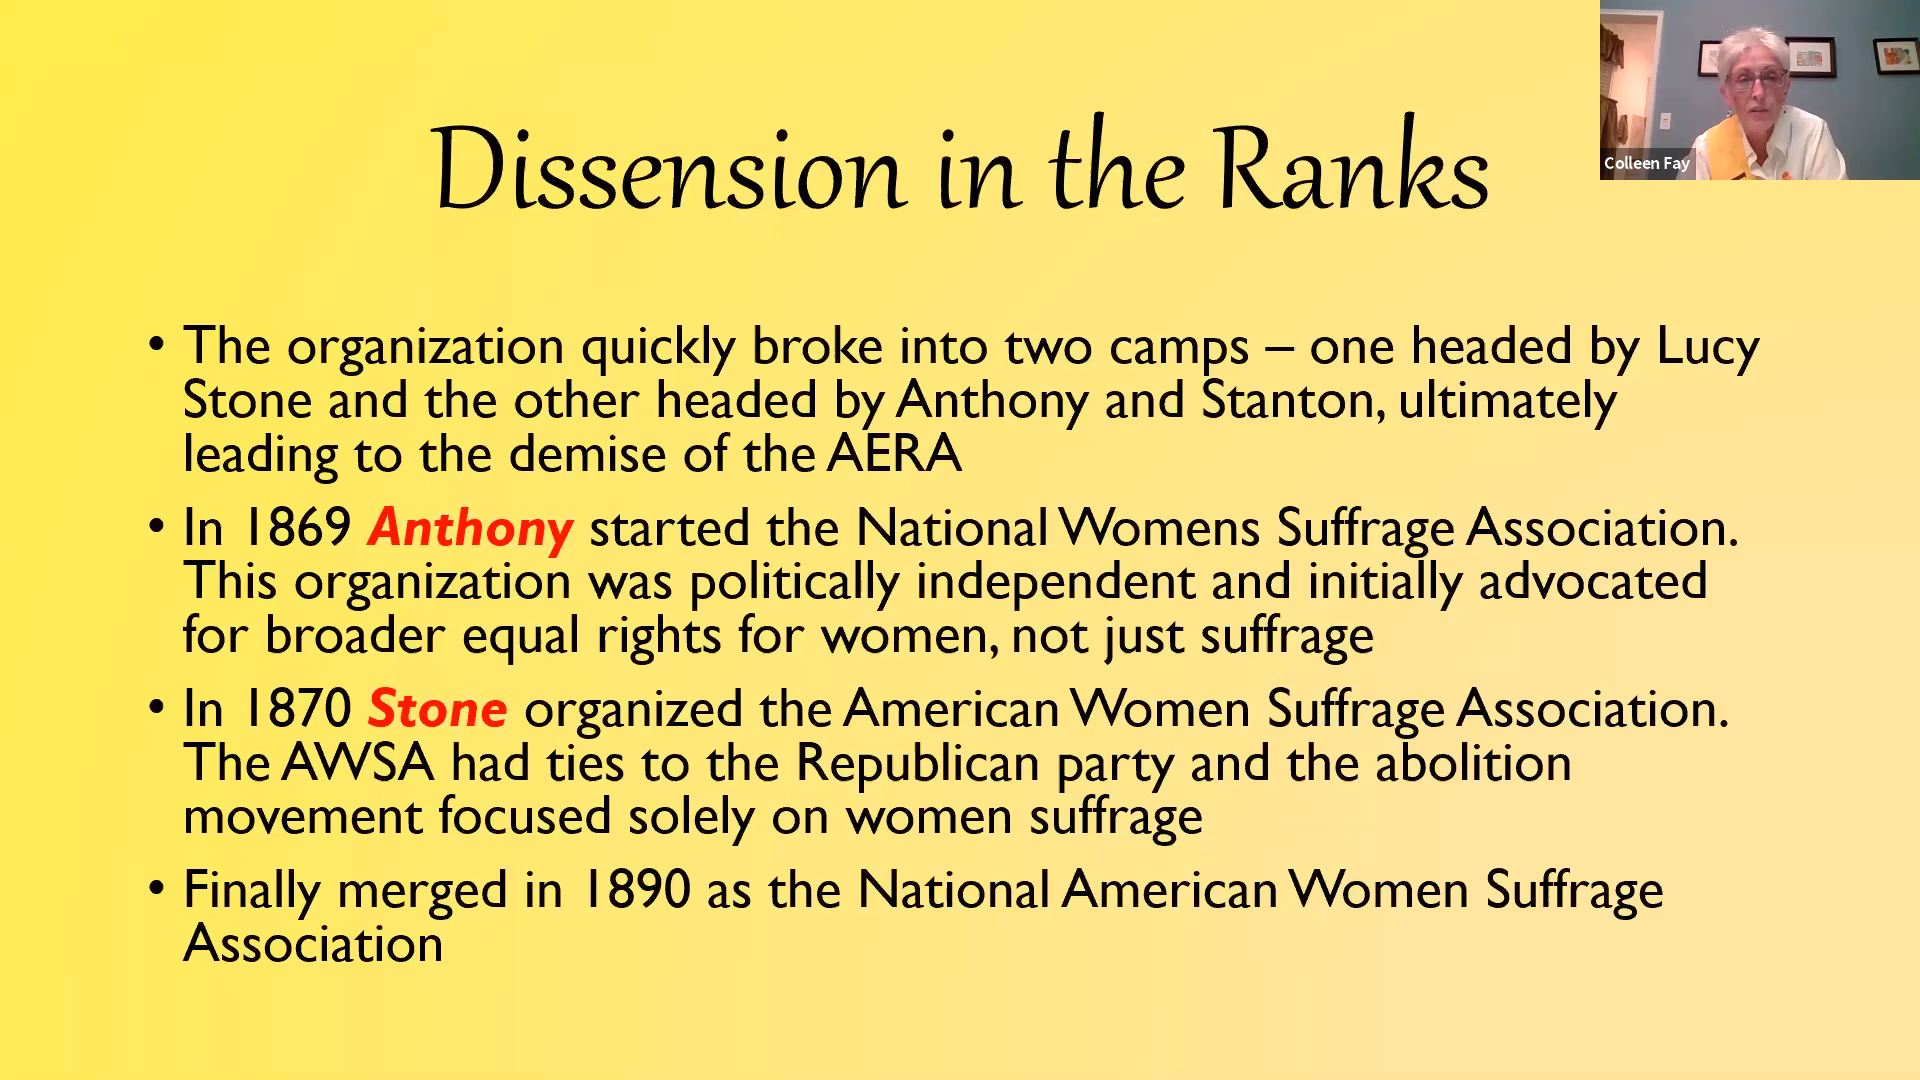 Dissension in the Ranks
Colleen Fay
• The organization quickly broke into two camps – one headed by Lucy
Stone and the other headed by Anthony and Stanton, ultimately
leading to the demise of the AERA
• In 1869 Anthony started the National Womens Suffrage Association.
This organization was politically independent and initially advocated
for broader equal rights for women, not just suffrage
• In 1870 Stone organized the American Women Suffrage Association.
The AWSA had ties to the Republican party and the abolition
movement focused solely on women suffrage
• Finally merged in 1890 as the National American Women Suffrage
Association